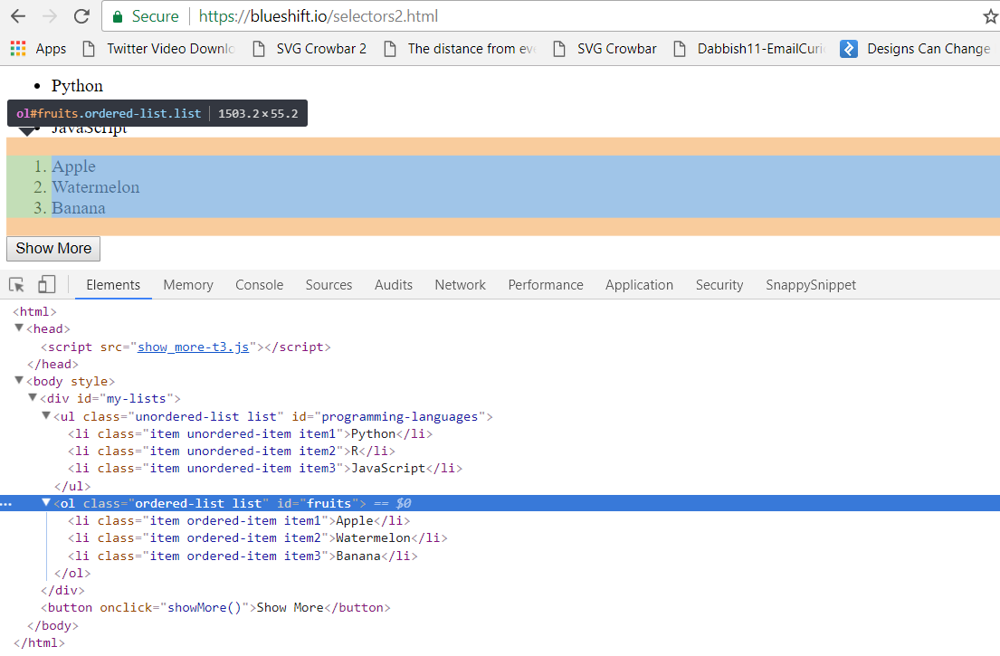 Secure https://blueshift.io/selectors2.html
Apps Twitter Video Downlo SVG Crowbar 2 The distance from eve SVG Crowbar Dabbish11-EmailCuri Designs Can Change
• Python
ol#fruits.ordered-list.list 1503.2×55.2
JavaScript
1. Apple
2. Watermelon
3. Banana
Show More
Elements Memory Console Sources Audits Network Performance Application Security SnappySnippet
<html>
▼<head>
<script src="show_more-t3.js"></script>
</head>
▼<body style>
▼<div id="my-lists">
▼<ul class="unordered-list list" id="programming-languages">
<li class="item unordered-item item1">Python</li>
<li class="item unordered-item item2">R</li>
<li class="item unordered-item item3">JavaScript</li>
</ul>
… ▼<ol class="ordered-list list" id="fruits"> == $0
<li class="item ordered-item item1">Apple</li>
<li class="item ordered-item item2">Watermelon</li>
<li class="item ordered-item item3">Banana</li>
</ol>
</div>
<button onclick="showMore()">Show More</button>
</body>
</html>